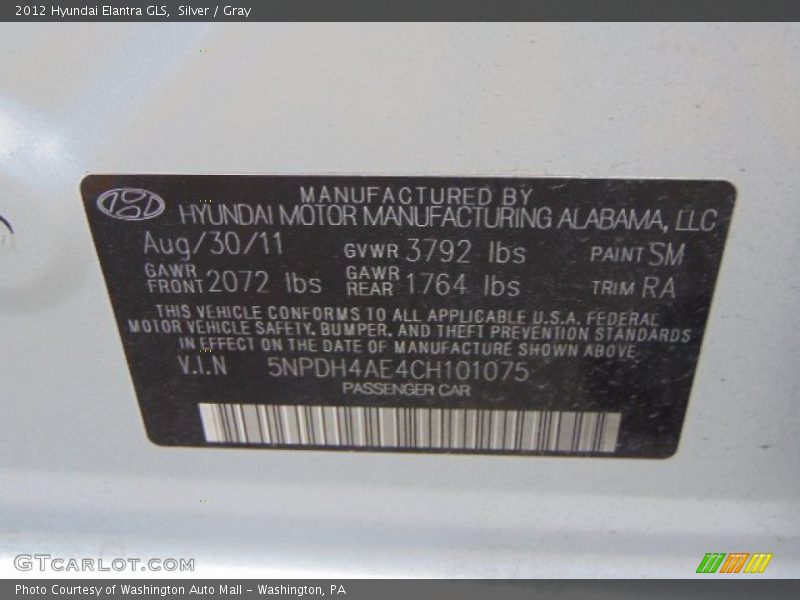 2012 Hyundai Elantra GLS,  Silver / Gray
MANUFACTURED BY
HYUNDAI MOTOR MANUFACTURING ALABAMA, LLC
Aug/30/11 GVWR 3792 lbs PAINT SM
GAWR FRONT 2072 lbs GAWR REAR 1764 lbs TRIM RA
THIS VEHICLE CONFORMS TO ALL APPLICABLE U.S.A. FEDERAL
MOTOR VEHICLE SAFETY, BUMPER, AND THEFT PREVENTION STANDARDS
IN EFFECT ON THE DATE OF MANUFACTURE SHOWN ABOVE
V.I.N 5NPDH4AE4CH101075
PASSENGER CAR
GTCARLOT.COM
Photo Courtesy of Washington Auto Mall - Washington, PA